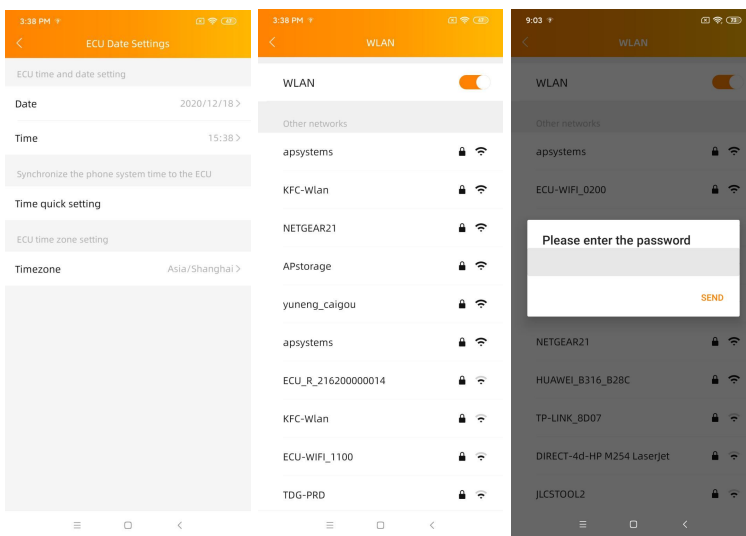 3:38 PM
ECU Date Settings
ECU time and date setting
Date 2020/12/18
Time 15:38
Synchronize the phone system time to the ECU
Time quick setting
ECU time zone setting
Timezone Asia/Shanghai
3:38 PM
WLAN
WLAN
Other networks
apsystems
KFC-Wlan
NETGEAR21
APstorage
yuneng_caigou
apsystems
ECU_R_216200000014
KFC-Wlan
ECU-WIFI_1100
TDG-PRD
9:03
WLAN
WLAN
Other networks
apsystems
ECU-WIFI_0200
Please enter the password
SEND
NETGEAR21
HUAWEI_B316_B28C
TP-LINK_8D07
DIRECT-4d-HP M254 LaserJet
JLCSTOOL2